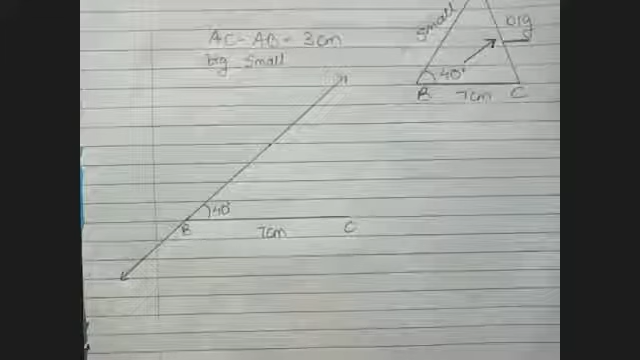 AC - AB = 3cm
big small
small
big
40°
B 7cm C
40°
B 7cm C